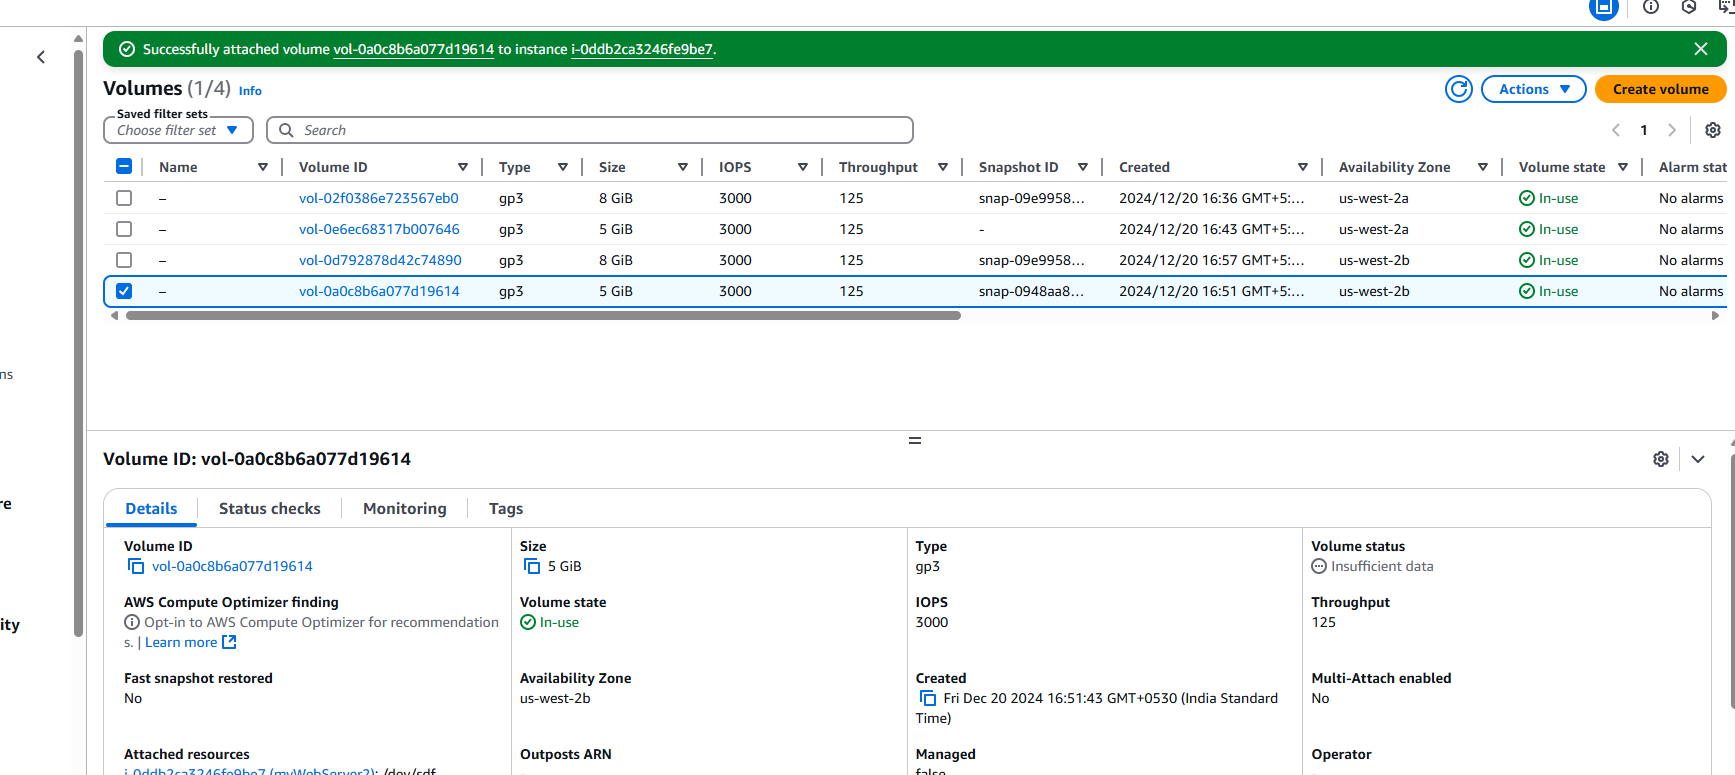 Successfully attached volume vol-0a0c8b6a077d19614 to instance i-0ddb2ca3246fe9be7.
Volumes (1/4) Info
Actions
Create volume
Saved filter sets
Choose filter set
Search
1
Name Volume ID Type Size IOPS Throughput Snapshot ID Created Availability Zone Volume state Alarm stat
– vol-02f0386e723567eb0 gp3 8 GiB 3000 125 snap-09e9958... 2024/12/20 16:36 GMT+5:... us-west-2a In-use No alarms
– vol-0e6ec68317b007646 gp3 5 GiB 3000 125 - 2024/12/20 16:43 GMT+5:... us-west-2a In-use No alarms
– vol-0d792878d42c74890 gp3 8 GiB 3000 125 snap-09e9958... 2024/12/20 16:57 GMT+5:... us-west-2b In-use No alarms
– vol-0a0c8b6a077d19614 gp3 5 GiB 3000 125 snap-0948aa8... 2024/12/20 16:51 GMT+5:... us-west-2b In-use No alarms
ns
re
ity
Volume ID: vol-0a0c8b6a077d19614
Details Status checks Monitoring Tags
Volume ID Size Type Volume status
vol-0a0c8b6a077d19614 5 GiB gp3 Insufficient data
AWS Compute Optimizer finding Volume state IOPS Throughput
Opt-in to AWS Compute Optimizer for recommendation In-use 3000 125
s. | Learn more
Fast snapshot restored Availability Zone Created Multi-Attach enabled
No us-west-2b Fri Dec 20 2024 16:51:43 GMT+0530 (India Standard No
Time)
Attached resources Outposts ARN Managed Operator
i-0ddb2ca3246fe9be7 (myWebServer2): /dev/sdf - false -